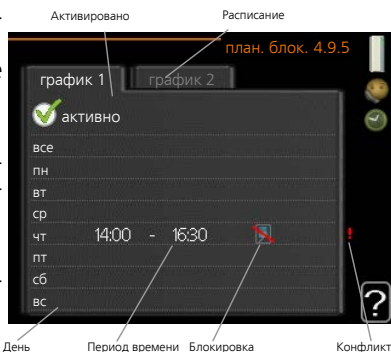 Активировано Расписание
план. блок. 4.9.5
график 1 график 2
активно
все
пн
вт
ср
чт 14:00 - 16:30 !
пт
сб
вс
?
День Период времени Блокировка Конфликт